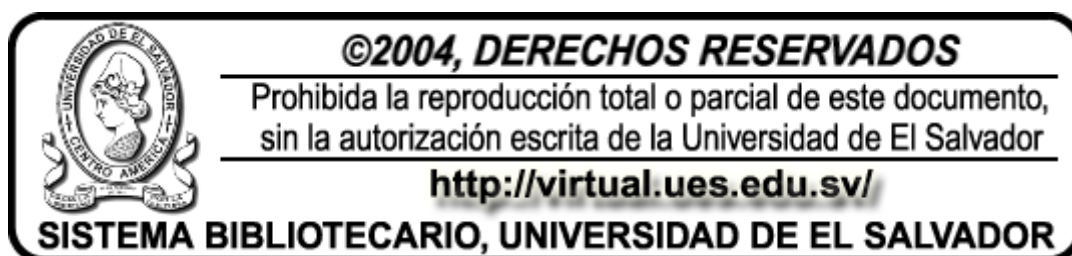 ©2004, DERECHOS RESERVADOS
Prohibida la reproducción total o parcial de este documento,
sin la autorización escrita de la Universidad de El Salvador
http://virtual.ues.edu.sv/
SISTEMA BIBLIOTECARIO, UNIVERSIDAD DE EL SALVADOR
UNIVERSIDAD DE EL SALVADOR
CENTRO AMERICA